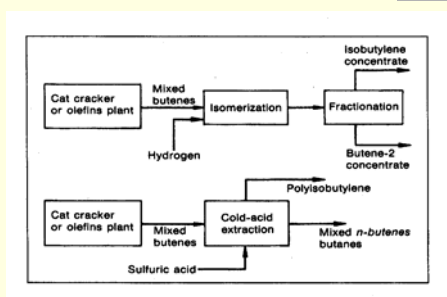 Isobutylene
concentrate
Mixed
butenes
Cat cracker
or olefins plant
Isomerization
Fractionation
Hydrogen
Butene-2
concentrate
Polyisobutylene
Cat cracker
or olefins plant
Mixed
butenes
Cold-acid
extraction
Mixed n-butenes
butanes
Sulfuric acid